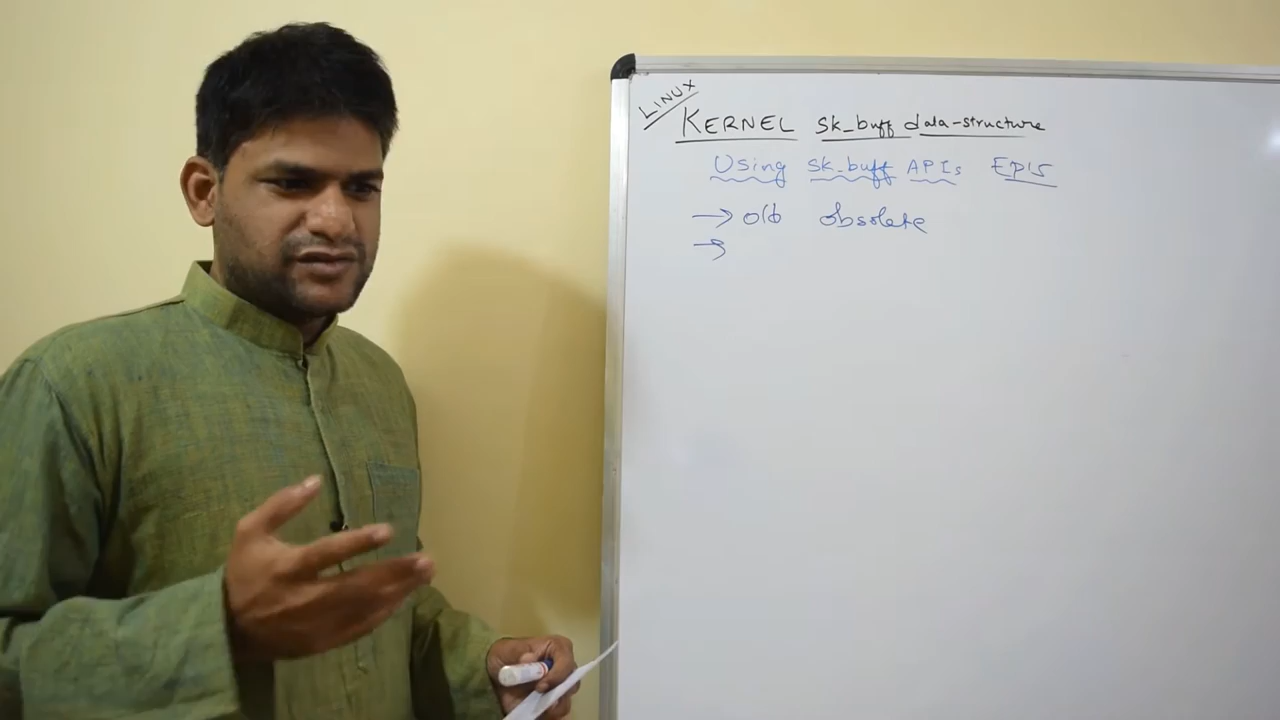 LINUX
KERNEL sk_buff data-structure
Using sk_buff APIs Ep15
→ old obsolete
→